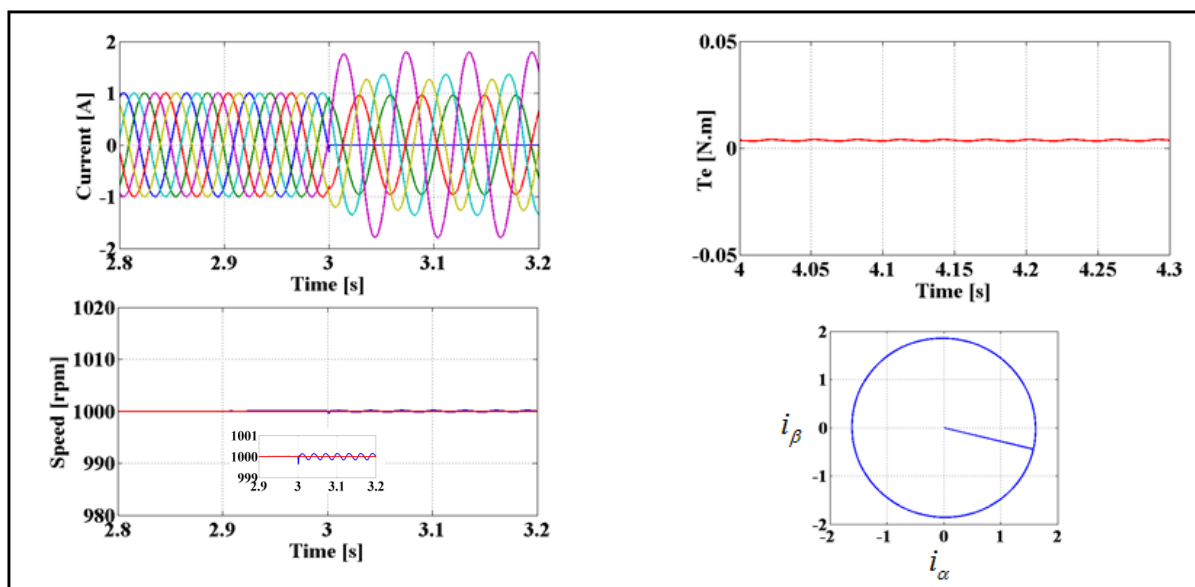 2
1
0
-1
-2
Current [A]
2.8 2.9 3 3.1 3.2
Time [s]
0.05
0
-0.05
Te [N.m]
4 4.05 4.1 4.15 4.2 4.25 4.3
Time [s]
1020
1010
1000
990
980
Speed [rpm]
1001
1000
999
2.9 3 3.1 3.2
2.8 2.9 3 3.1 3.2
Time [s]
2
1
0
-1
-2
iβ
-2 -1 0 1 2
iα